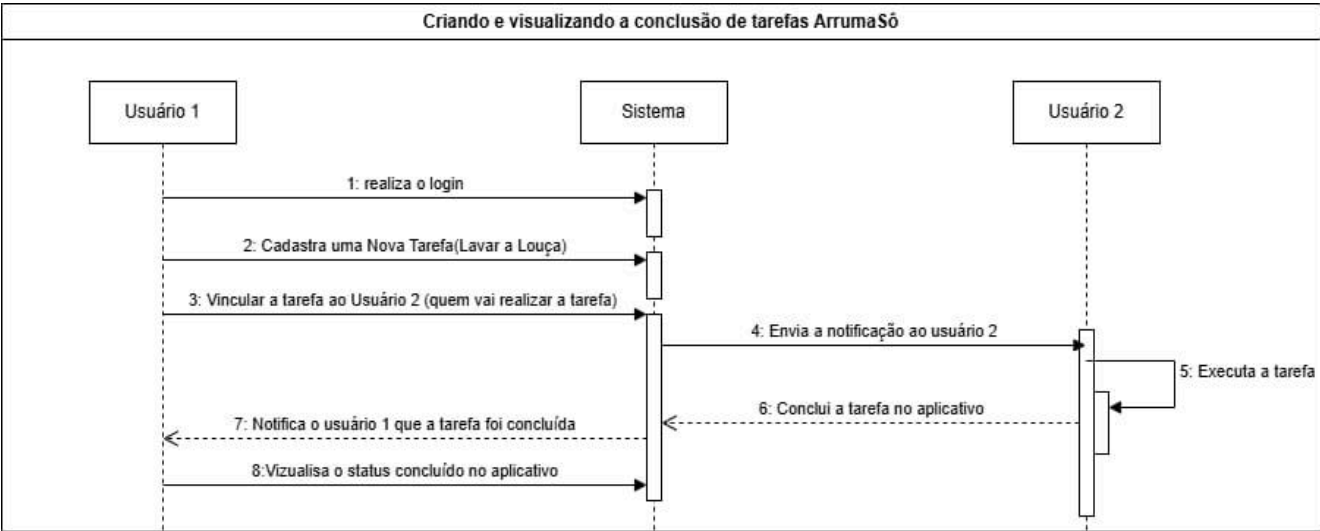 Criando e visualizando a conclusão de tarefas ArrumaSô
Usuário 1
Sistema
Usuário 2
1: realiza o login
2: Cadastra uma Nova Tarefa(Lavar a Louça)
3: Vincular a tarefa ao Usuário 2 (quem vai realizar a tarefa)
4: Envia a notificação ao usuário 2
5: Executa a tarefa
6: Conclui a tarefa no aplicativo
7: Notifica o usuário 1 que a tarefa foi concluída
8:Vizualisa o status concluído no aplicativo